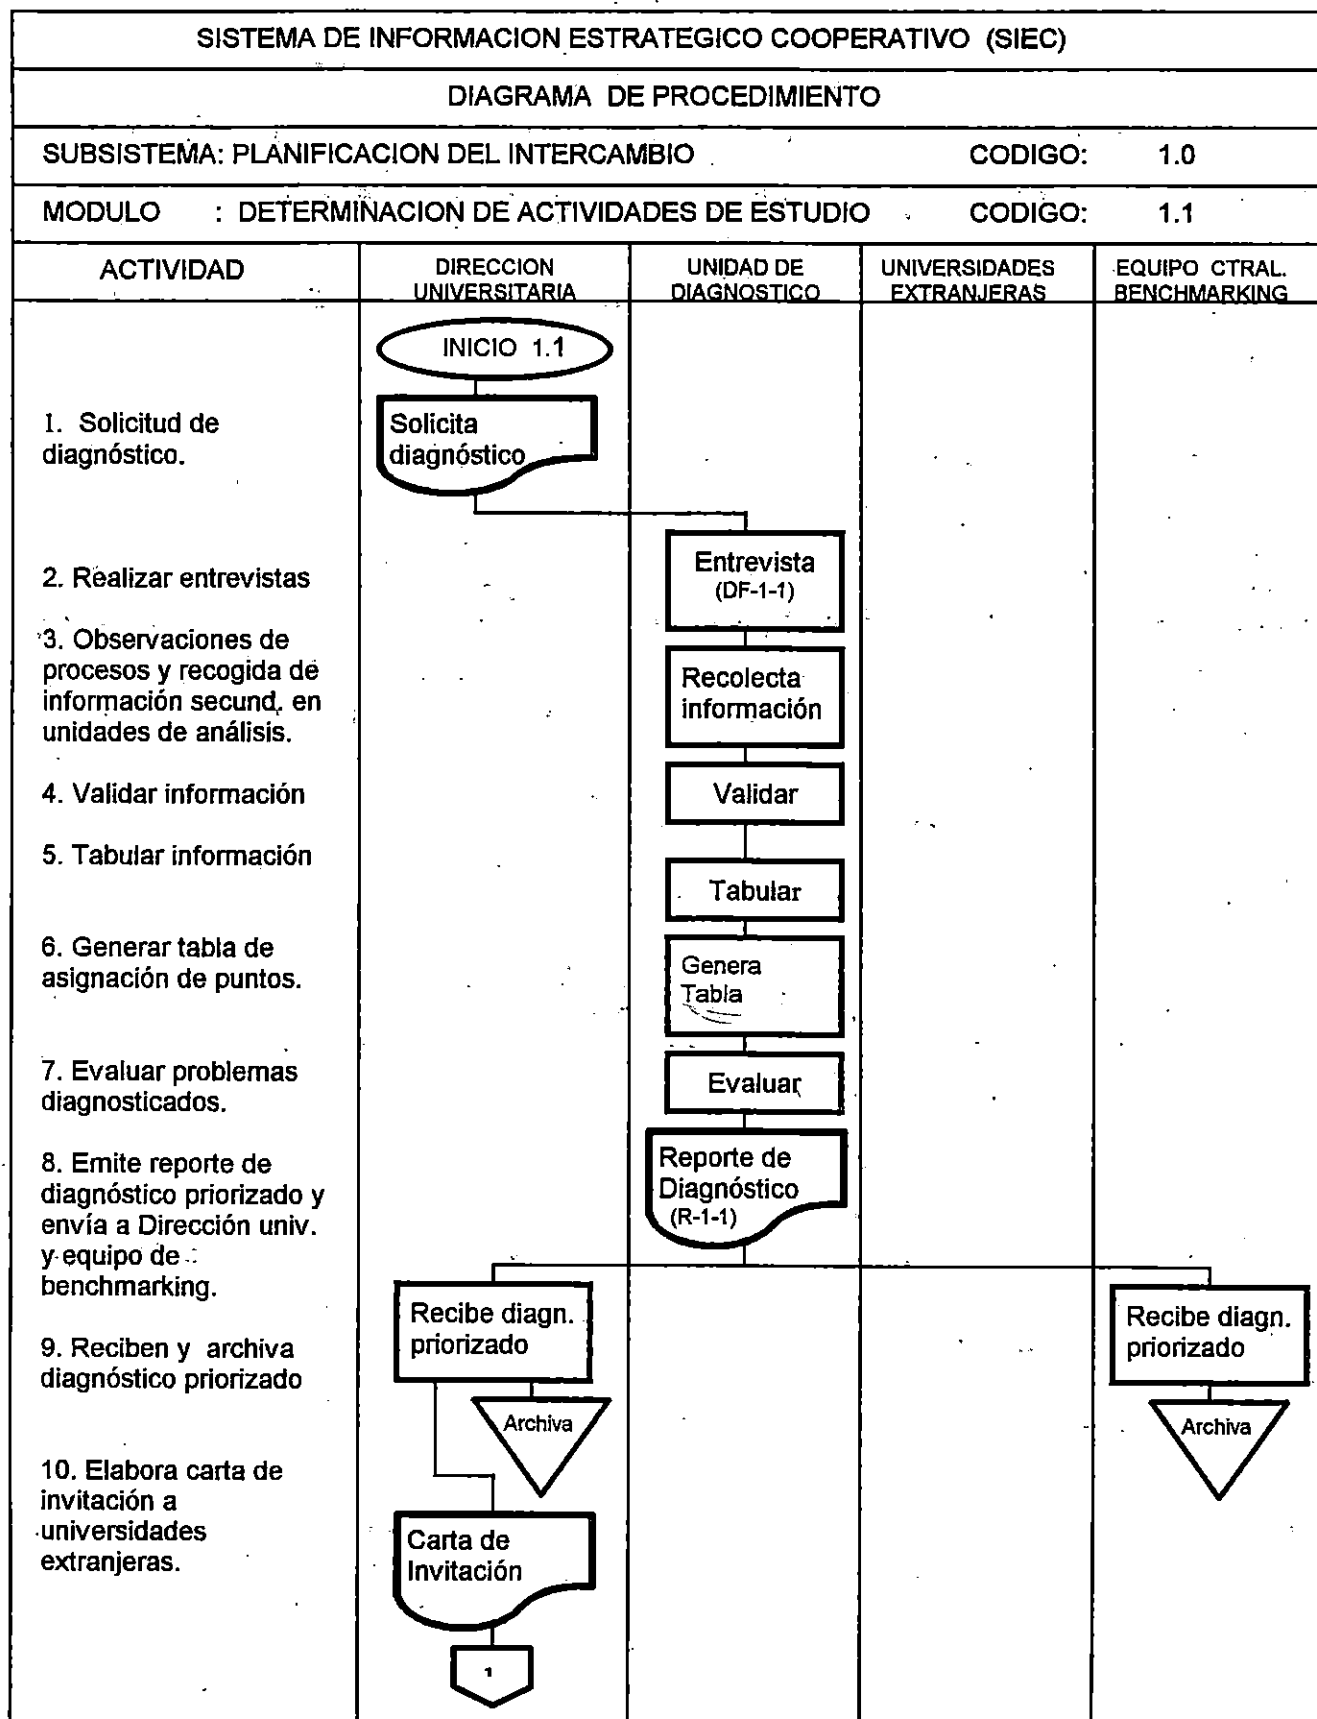 SISTEMA DE INFORMACION ESTRATEGICO COOPERATIVO (SIEC)
DIAGRAMA DE PROCEDIMIENTO
SUBSISTEMA: PLANIFICACION DEL INTERCAMBIO CODIGO: 1.0
MODULO : DETERMINACION DE ACTIVIDADES DE ESTUDIO CODIGO: 1.1
ACTIVIDAD
DIRECCION
UNIVERSITARIA
UNIDAD DE
DIAGNOSTICO
UNIVERSIDADES
EXTRANJERAS
EQUIPO CTRAL.
BENCHMARKING
INICIO 1.1
1. Solicitud de
diagnóstico.
Solicita
diagnóstico
2. Realizar entrevistas
Entrevista
(DF-1-1)
3. Observaciones de
procesos y recogida de
información secund. en
unidades de análisis.
Recolecta
información
4. Validar información
Validar
5. Tabular información
Tabular
6. Generar tabla de
asignación de puntos.
Genera
Tabla
7. Evaluar problemas
diagnosticados.
Evaluar
8. Emite reporte de
diagnóstico priorizado y
envía a Dirección univ.
y equipo de
benchmarking.
Reporte de
Diagnóstico
(R-1-1)
9. Reciben y archiva
diagnóstico priorizado
Recibe diagn.
priorizado
Archiva
Recibe diagn.
priorizado
Archiva
10. Elabora carta de
invitación a
universidades
extranjeras.
Carta de
Invitación
1